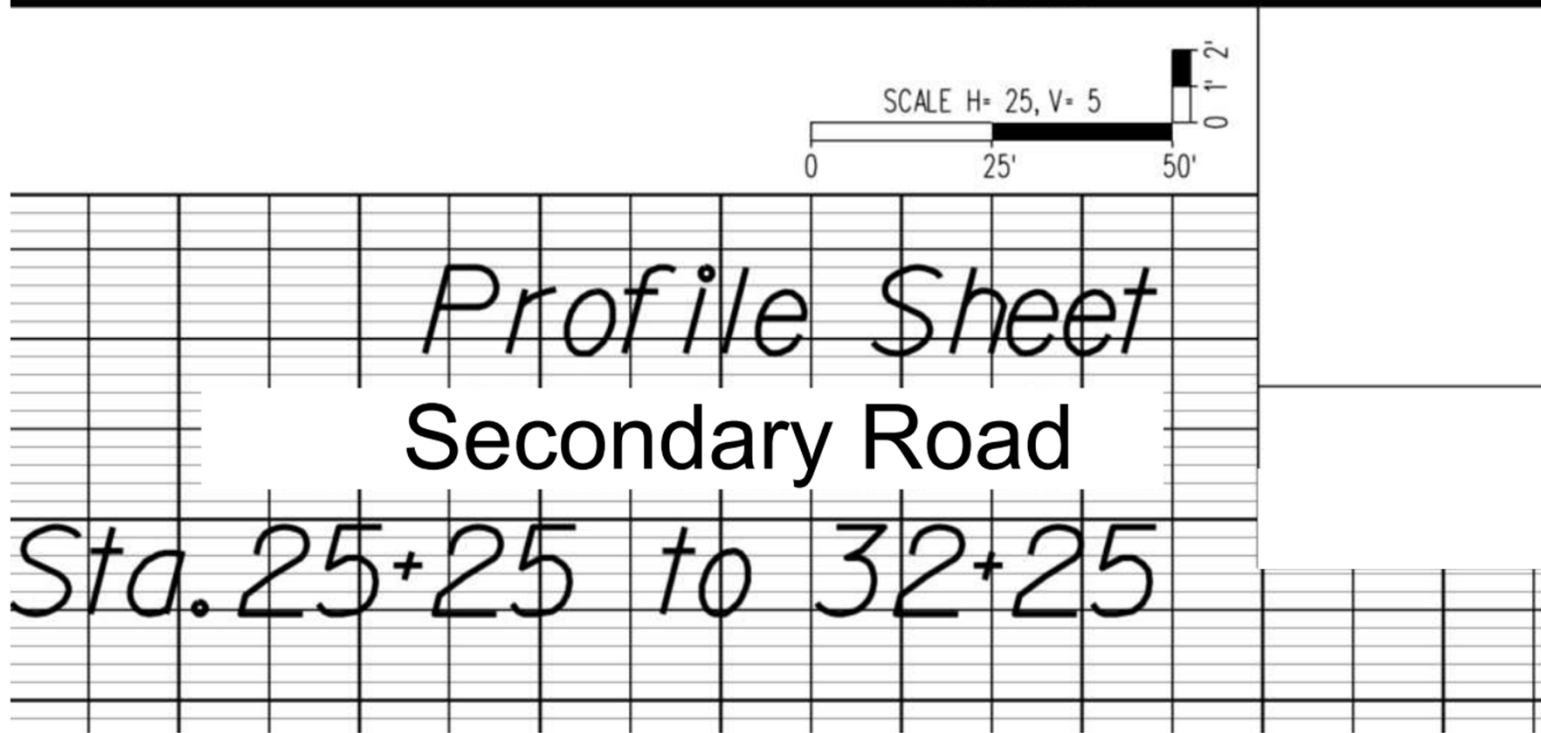 SCALE H= 25, V= 5
0 25' 50'
0 1' 2'
Profile Sheet
Secondary Road
Sta. 25+25 to 32+25